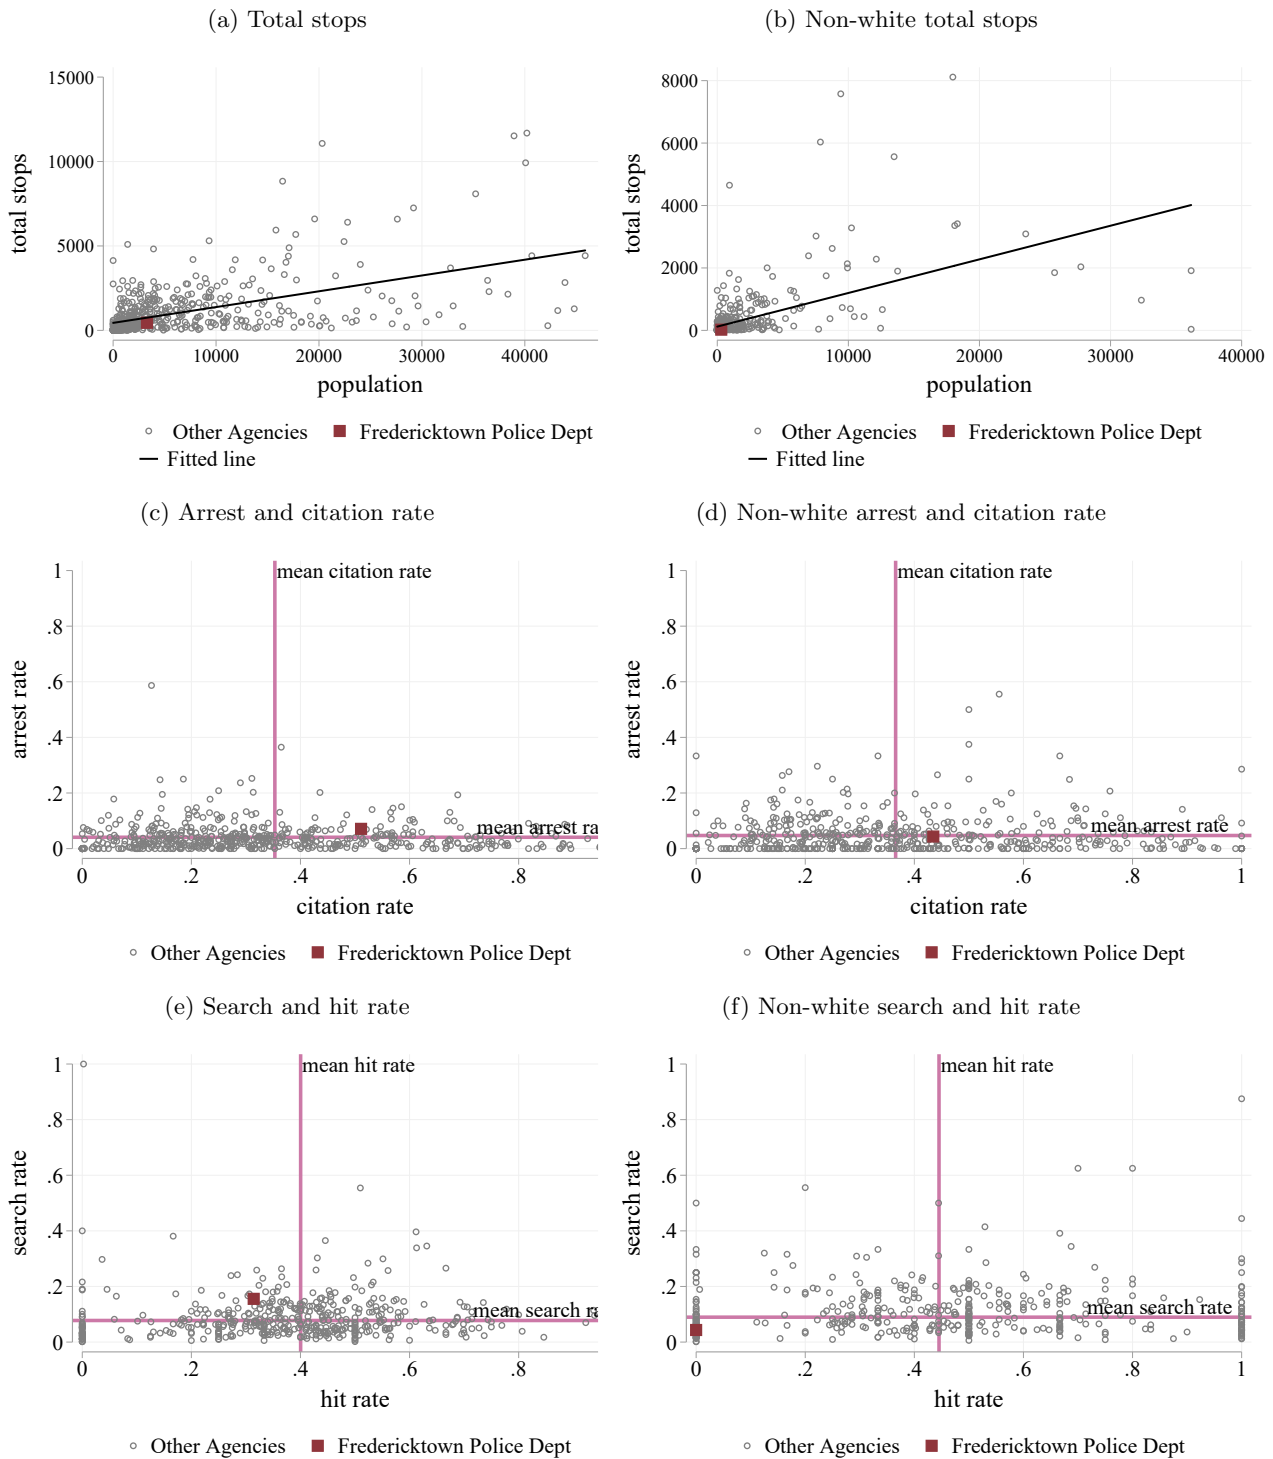 (a) Total stops
(b) Non-white total stops
15000
10000
5000
0
total stops
0 10000 20000 30000 40000
population
Other Agencies Fredericktown Police Dept
Fitted line
8000
6000
4000
2000
0
total stops
0 10000 20000 30000 40000
population
Other Agencies Fredericktown Police Dept
Fitted line
(c) Arrest and citation rate
(d) Non-white arrest and citation rate
1
.8
.6
.4
.2
0
arrest rate
mean citation rate
mean arrest ra
0 .2 .4 .6 .8
citation rate
Other Agencies Fredericktown Police Dept
1
.8
.6
.4
.2
0
arrest rate
mean citation rate
mean arrest rate
0 .2 .4 .6 .8 1
citation rate
Other Agencies Fredericktown Police Dept
(e) Search and hit rate
(f) Non-white search and hit rate
1
.8
.6
.4
.2
0
search rate
mean hit rate
mean search ra
0 .2 .4 .6 .8
hit rate
Other Agencies Fredericktown Police Dept
1
.8
.6
.4
.2
0
search rate
mean hit rate
mean search rate
0 .2 .4 .6 .8 1
hit rate
Other Agencies Fredericktown Police Dept